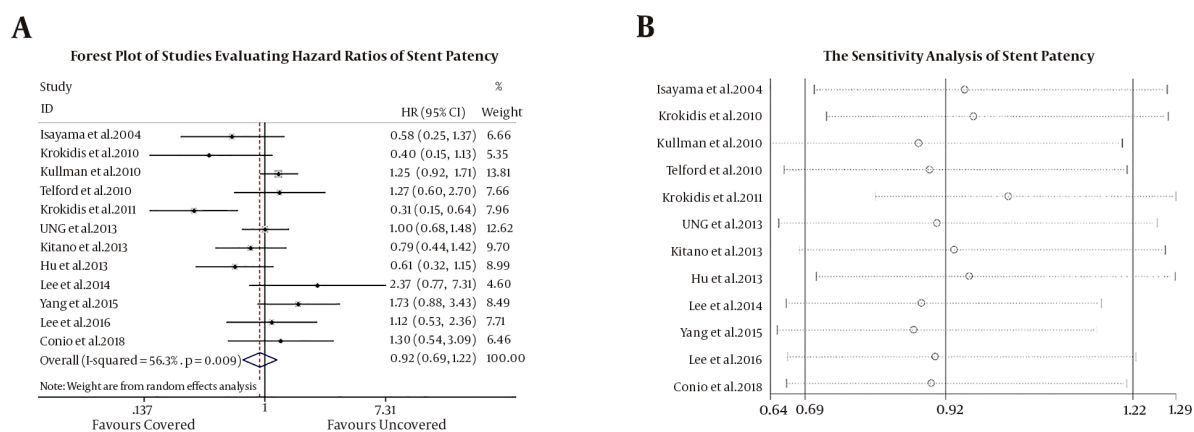 A
Forest Plot of Studies Evaluating Hazard Ratios of Stent Patency
Study %
ID HR (95% CI) Weight
Isayama et al.2004 0.58 (0.25, 1.37) 6.66
Krokidis et al.2010 0.40 (0.15, 1.13) 5.35
Kullman et al.2010 1.25 (0.92, 1.71) 13.81
Telford et al.2010 1.27 (0.60, 2.70) 7.66
Krokidis et al.2011 0.31 (0.15, 0.64) 7.96
UNG et al.2013 1.00 (0.68, 1.48) 12.62
Kitano et al.2013 0.79 (0.44, 1.42) 9.70
Hu et al.2013 0.61 (0.32, 1.15) 8.99
Lee et al.2014 2.37 (0.77, 7.31) 4.60
Yang et al.2015 1.73 (0.88, 3.43) 8.49
Lee et al.2016 1.12 (0.53, 2.36) 7.71
Conio et al.2018 1.30 (0.54, 3.09) 6.46
Overall (I-squared = 56.3%. p = 0.009) 0.92 (0.69, 1.22) 100.00
Note: Weight are from random effects analysis
.137 1 7.31
Favours Covered Favours Uncovered
B
The Sensitivity Analysis of Stent Patency
Isayama et al.2004
Krokidis et al.2010
Kullman et al.2010
Telford et al.2010
Krokidis et al.2011
UNG et al.2013
Kitano et al.2013
Hu et al.2013
Lee et al.2014
Yang et al.2015
Lee et al.2016
Conio et al.2018
0.64 0.69 0.92 1.22 1.29